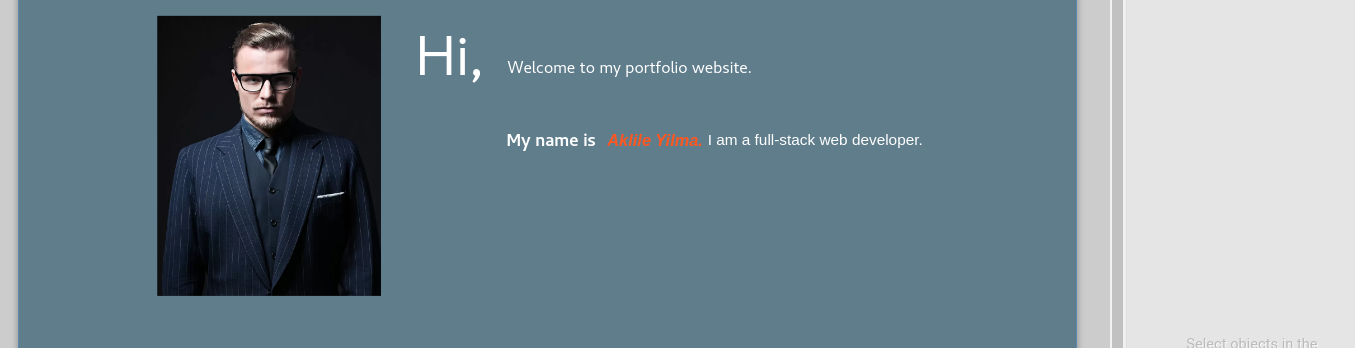 Hi, Welcome to my portfolio website.
My name is Aklile Yilma. I am a full-stack web developer.
Select objects in the